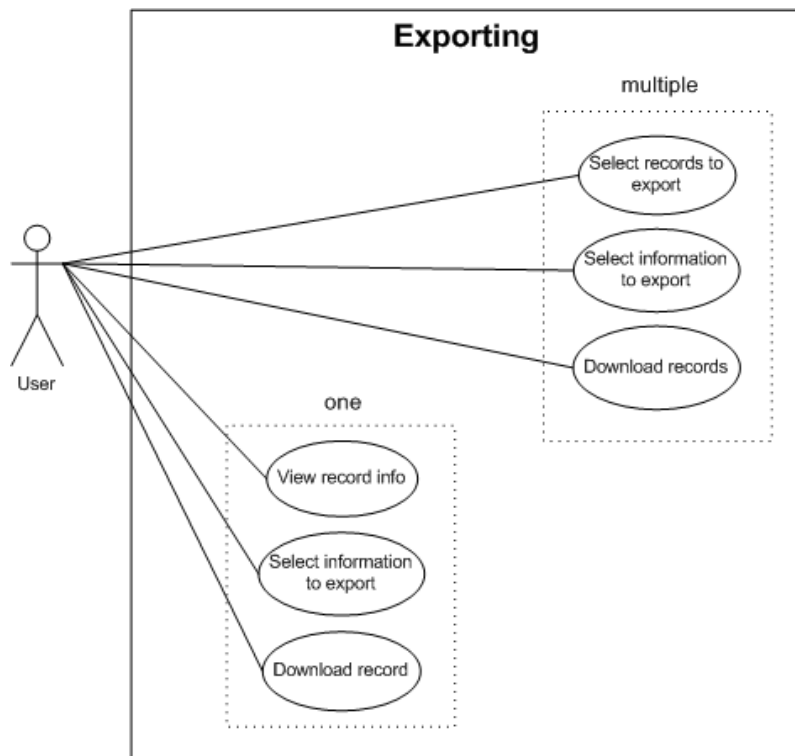 Exporting
multiple
Select records to
export
Select information
to export
Download records
User
one
View record info
Select information
to export
Download record